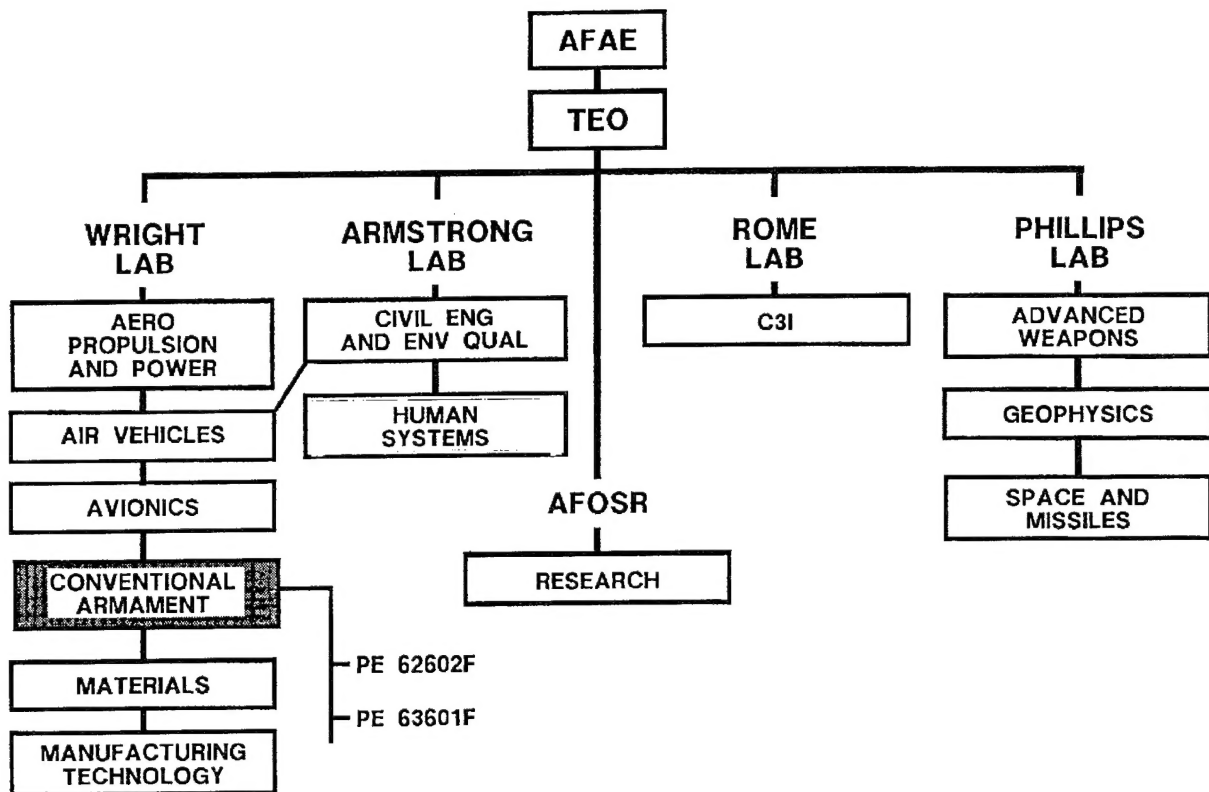 AFAE
TEO
WRIGHT
LAB
AERO
PROPULSION
AND POWER
AIR VEHICLES
AVIONICS
CONVENTIONAL
ARMAMENT
PE 62602F
PE 63601F
MATERIALS
MANUFACTURING
TECHNOLOGY
ARMSTRONG
LAB
CIVIL ENG
AND ENV QUAL
HUMAN
SYSTEMS
AFOSR
RESEARCH
ROME
LAB
C3I
PHILLIPS
LAB
ADVANCED
WEAPONS
GEOPHYSICS
SPACE AND
MISSILES